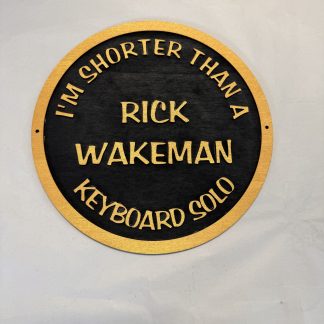 I'M SHORTER THAN A
RICK
WAKEMAN
KEYBOARD SOLO